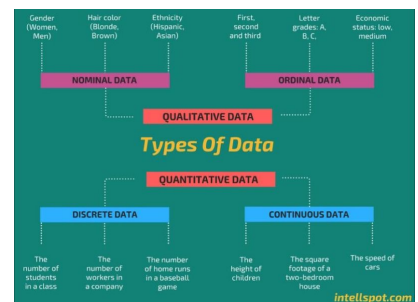 Gender
(Women,
Men)
Hair color
(Blonde,
Brown)
Ethnicity
(Hispanic,
Asian)
First,
second
and third
Letter
grades: A,
B, C,
Economic
status: low,
medium
NOMINAL DATA
ORDINAL DATA
QUALITATIVE DATA
Types Of Data
QUANTITATIVE DATA
DISCRETE DATA
CONTINUOUS DATA
The
number of
students
in a class
The
number of
workers in
a company
The number
of home runs
in a baseball
game
The
height of
children
The square
footage of a
two-bedroom
house
The speed of
cars
intellspot.com